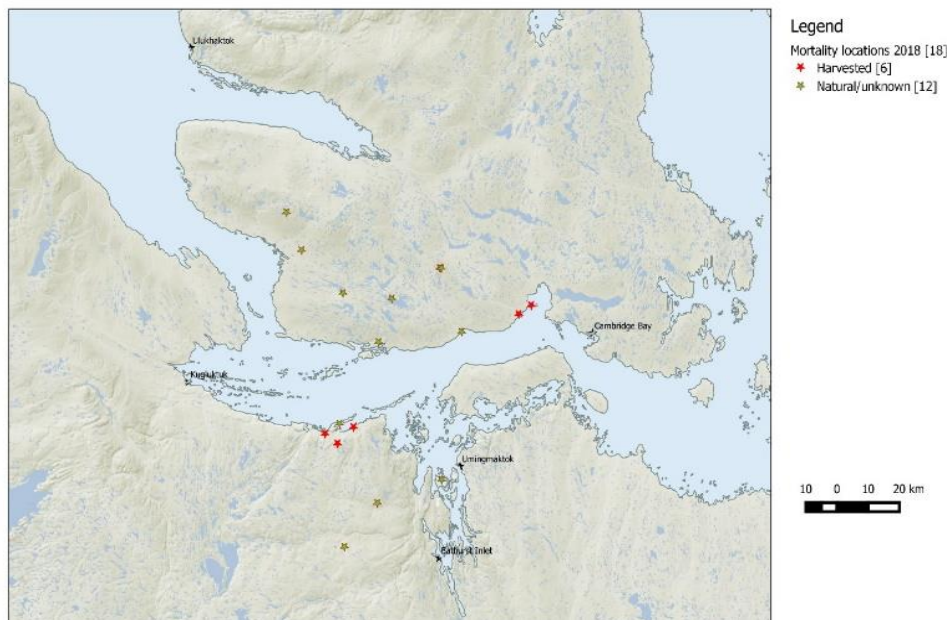 Legend
Mortality locations 2018 [18]
Harvested [6]
Natural/unknown [12]
Ulukhaktok
Cambridge Bay
Kugluktuk
Umingmaktok
Bathurst Inlet
10 0 10 20 km